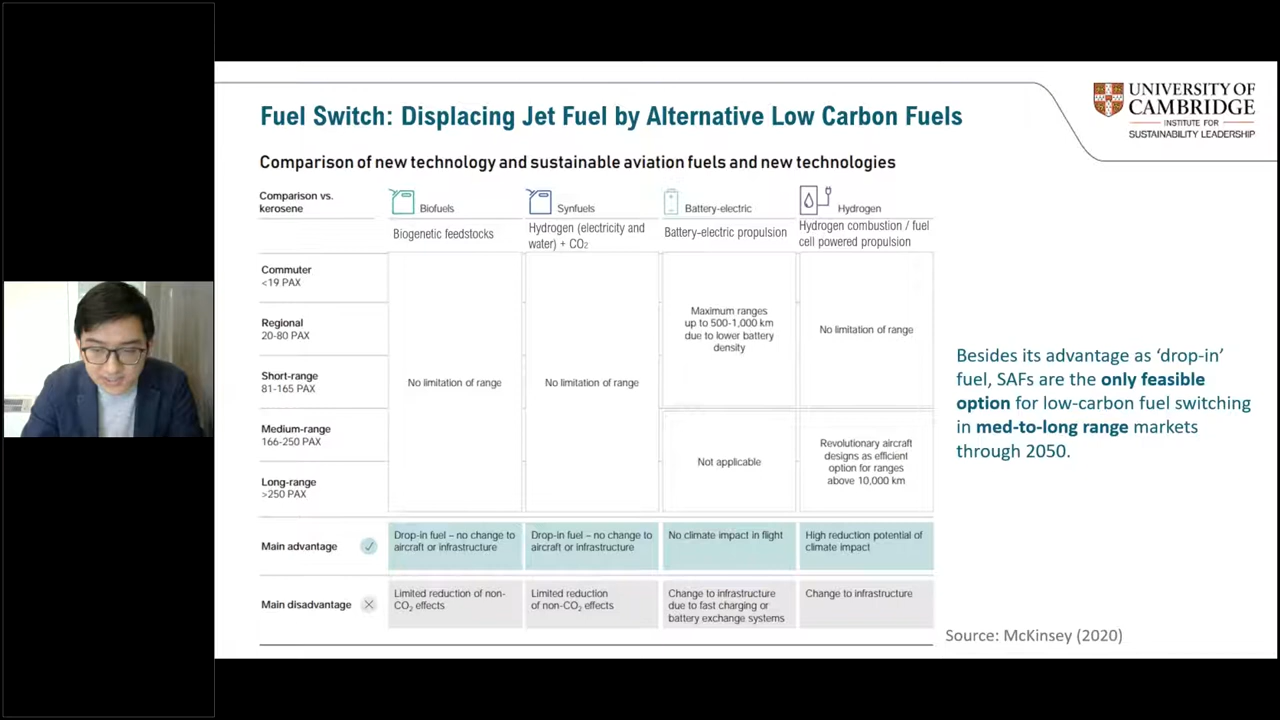 UNIVERSITY OF
CAMBRIDGE
INSTITUTE FOR
SUSTAINABILITY LEADERSHIP
Fuel Switch: Displacing Jet Fuel by Alternative Low Carbon Fuels
Comparison of new technology and sustainable aviation fuels and new technologies
Comparison vs.
kerosene
Biofuels
Synfuels
Battery-electric
Hydrogen
Biogenetic feedstocks
Hydrogen (electricity and
water) + CO₂
Battery-electric propulsion
Hydrogen combustion / fuel
cell powered propulsion
Commuter
<19 PAX
Regional
20-80 PAX
Short-range
81-165 PAX
Medium-range
166-250 PAX
Long-range
>250 PAX
No limitation of range
No limitation of range
Maximum ranges
up to 500-1,000 km
due to lower battery
density
No limitation of range
Not applicable
Revolutionary aircraft
designs as efficient
option for ranges
above 10,000 km
Main advantage
Drop-in fuel – no change to
aircraft or infrastructure
Drop-in fuel – no change to
aircraft or infrastructure
No climate impact in flight
High reduction potential of
climate impact
Main disadvantage
Limited reduction of non-
CO₂ effects
Limited reduction
of non-CO₂ effects
Change to infrastructure
due to fast charging or
battery exchange systems
Change to infrastructure
Besides its advantage as ‘drop-in’
fuel, SAFs are the only feasible
option for low-carbon fuel switching
in med-to-long range markets
through 2050.
Source: McKinsey (2020)